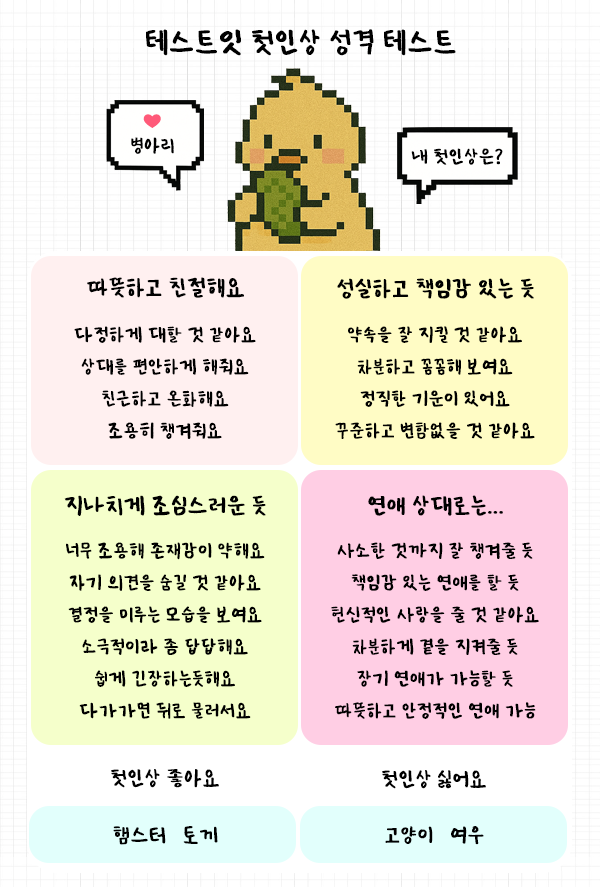 테스트잇 첫인상 성격 테스트
병아리
내 첫인상은?
따뜻하고 친절해요
다정하게 대할 것 같아요
상대를 편안하게 해줘요
친근하고 온화해요
조용히 챙겨줘요
성실하고 책임감 있는 듯
약속을 잘 지킬 것 같아요
차분하고 꼼꼼해 보여요
정직한 기운이 있어요
꾸준하고 변함없을 것 같아요
지나치게 조심스러운 듯
너무 조용해 존재감이 약해요
자기 의견을 숨길 것 같아요
결정을 미루는 모습을 보여요
소극적이라 좀 답답해요
쉽게 긴장하는듯해요
다가가면 뒤로 물러서요
연애 상대로는...
사소한 것까지 잘 챙겨줄 듯
책임감 있는 연애를 할 듯
헌신적인 사랑을 줄 것 같아요
차분하게 곁을 지켜줄 듯
장기 연애가 가능할 듯
따뜻하고 안정적인 연애 가능
첫인상 좋아요
첫인상 싫어요
햄스터 토끼
고양이 여우